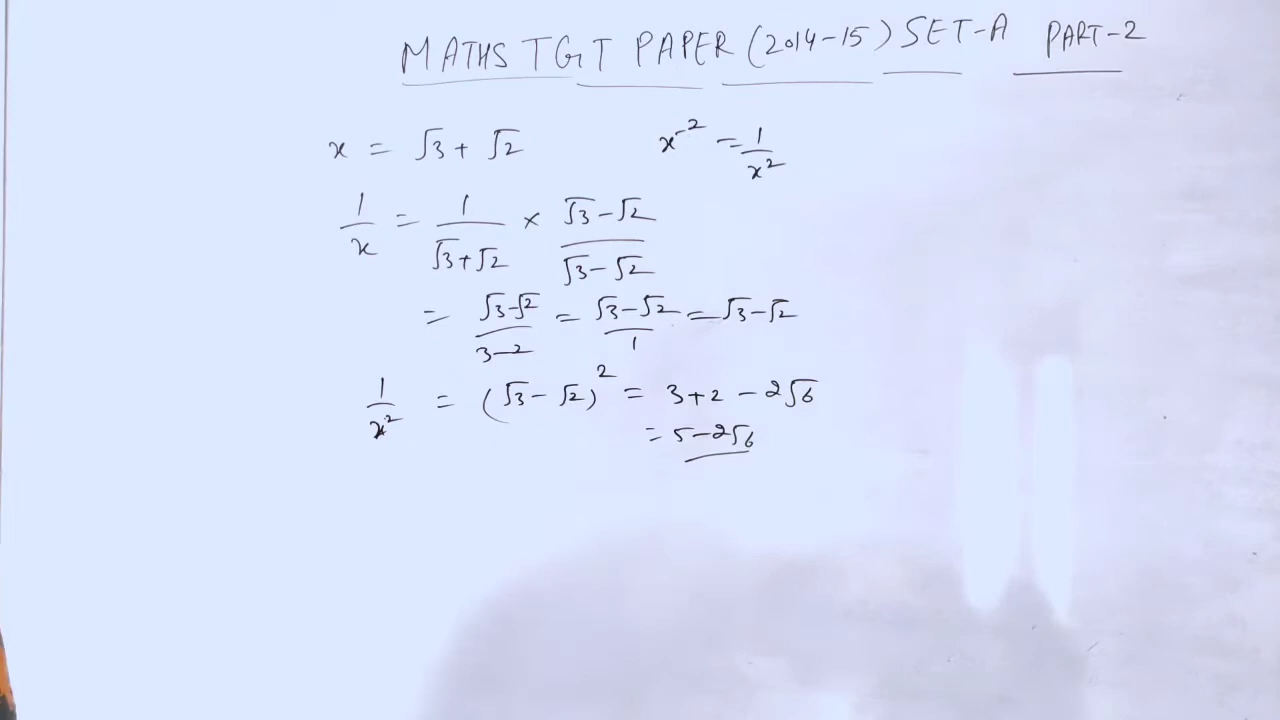 MATHS TGT PAPER (2014-15) SET-A PART-2
x = √3 + √2 x⁻² = 1/x²
1/x = 1/(√3+√2) × (√3-√2)/(√3-√2)
= (√3-√2)/(3-2) = (√3-√2)/1 = √3-√2
1/x² = (√3-√2)² = 3+2-2√6
= 5-2√6